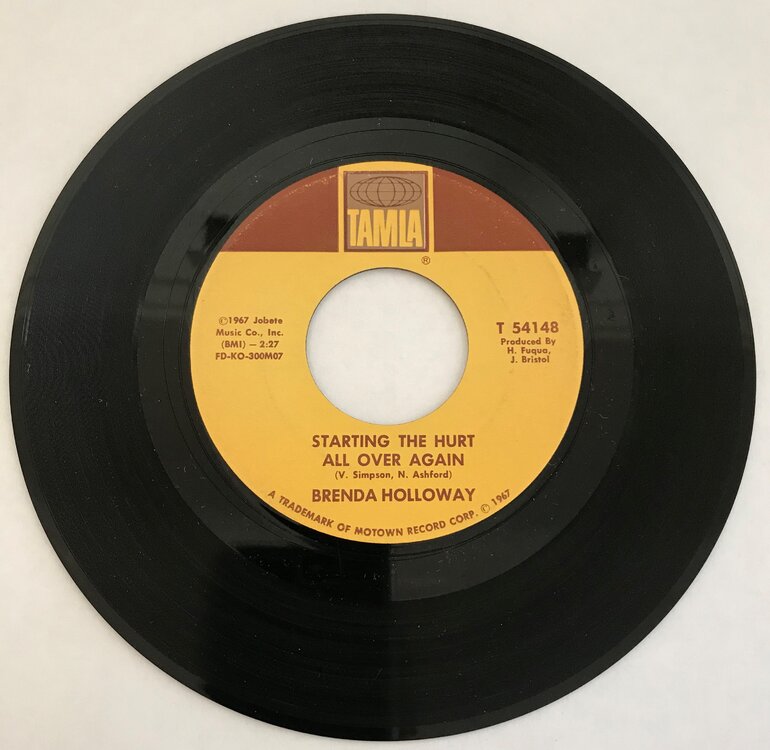 TAMLA
®
©1967 Jobete
Music Co., Inc.
(BMI) — 2:27
FD-KO-300M07
T 54148
Produced By
H. Fuqua,
J. Bristol
STARTING THE HURT
ALL OVER AGAIN
(V. Simpson, N. Ashford)
BRENDA HOLLOWAY
A TRADEMARK OF MOTOWN RECORD CORP. © 1967